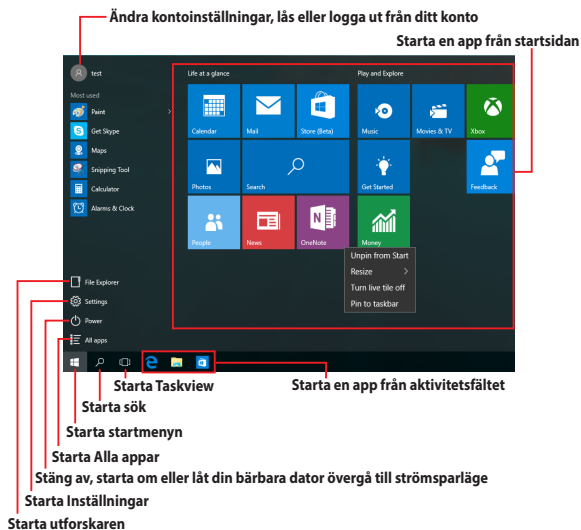 Ändra kontoinställningar, lås eller logga ut från ditt konto
Starta en app från startsidan
test
Most used
Paint
Get Skype
Maps
Snipping Tool
Calculator
Alarms & Clock
File Explorer
Settings
Power
All apps
Life at a glance
Play and Explore
Calendar
Mail
Store (Beta)
Music
Movies & TV
Xbox
Photos
Search
Get Started
Feedback
People
News
OneNote
Money
Unpin from Start
Resize
Turn live tile off
Pin to taskbar
Starta Taskview
Starta en app från aktivitetsfältet
Starta sök
Starta startmenyn
Starta Alla appar
Stäng av, starta om eller låt din bärbara dator övergå till strömsparläge
Starta Inställningar
Starta utforskaren